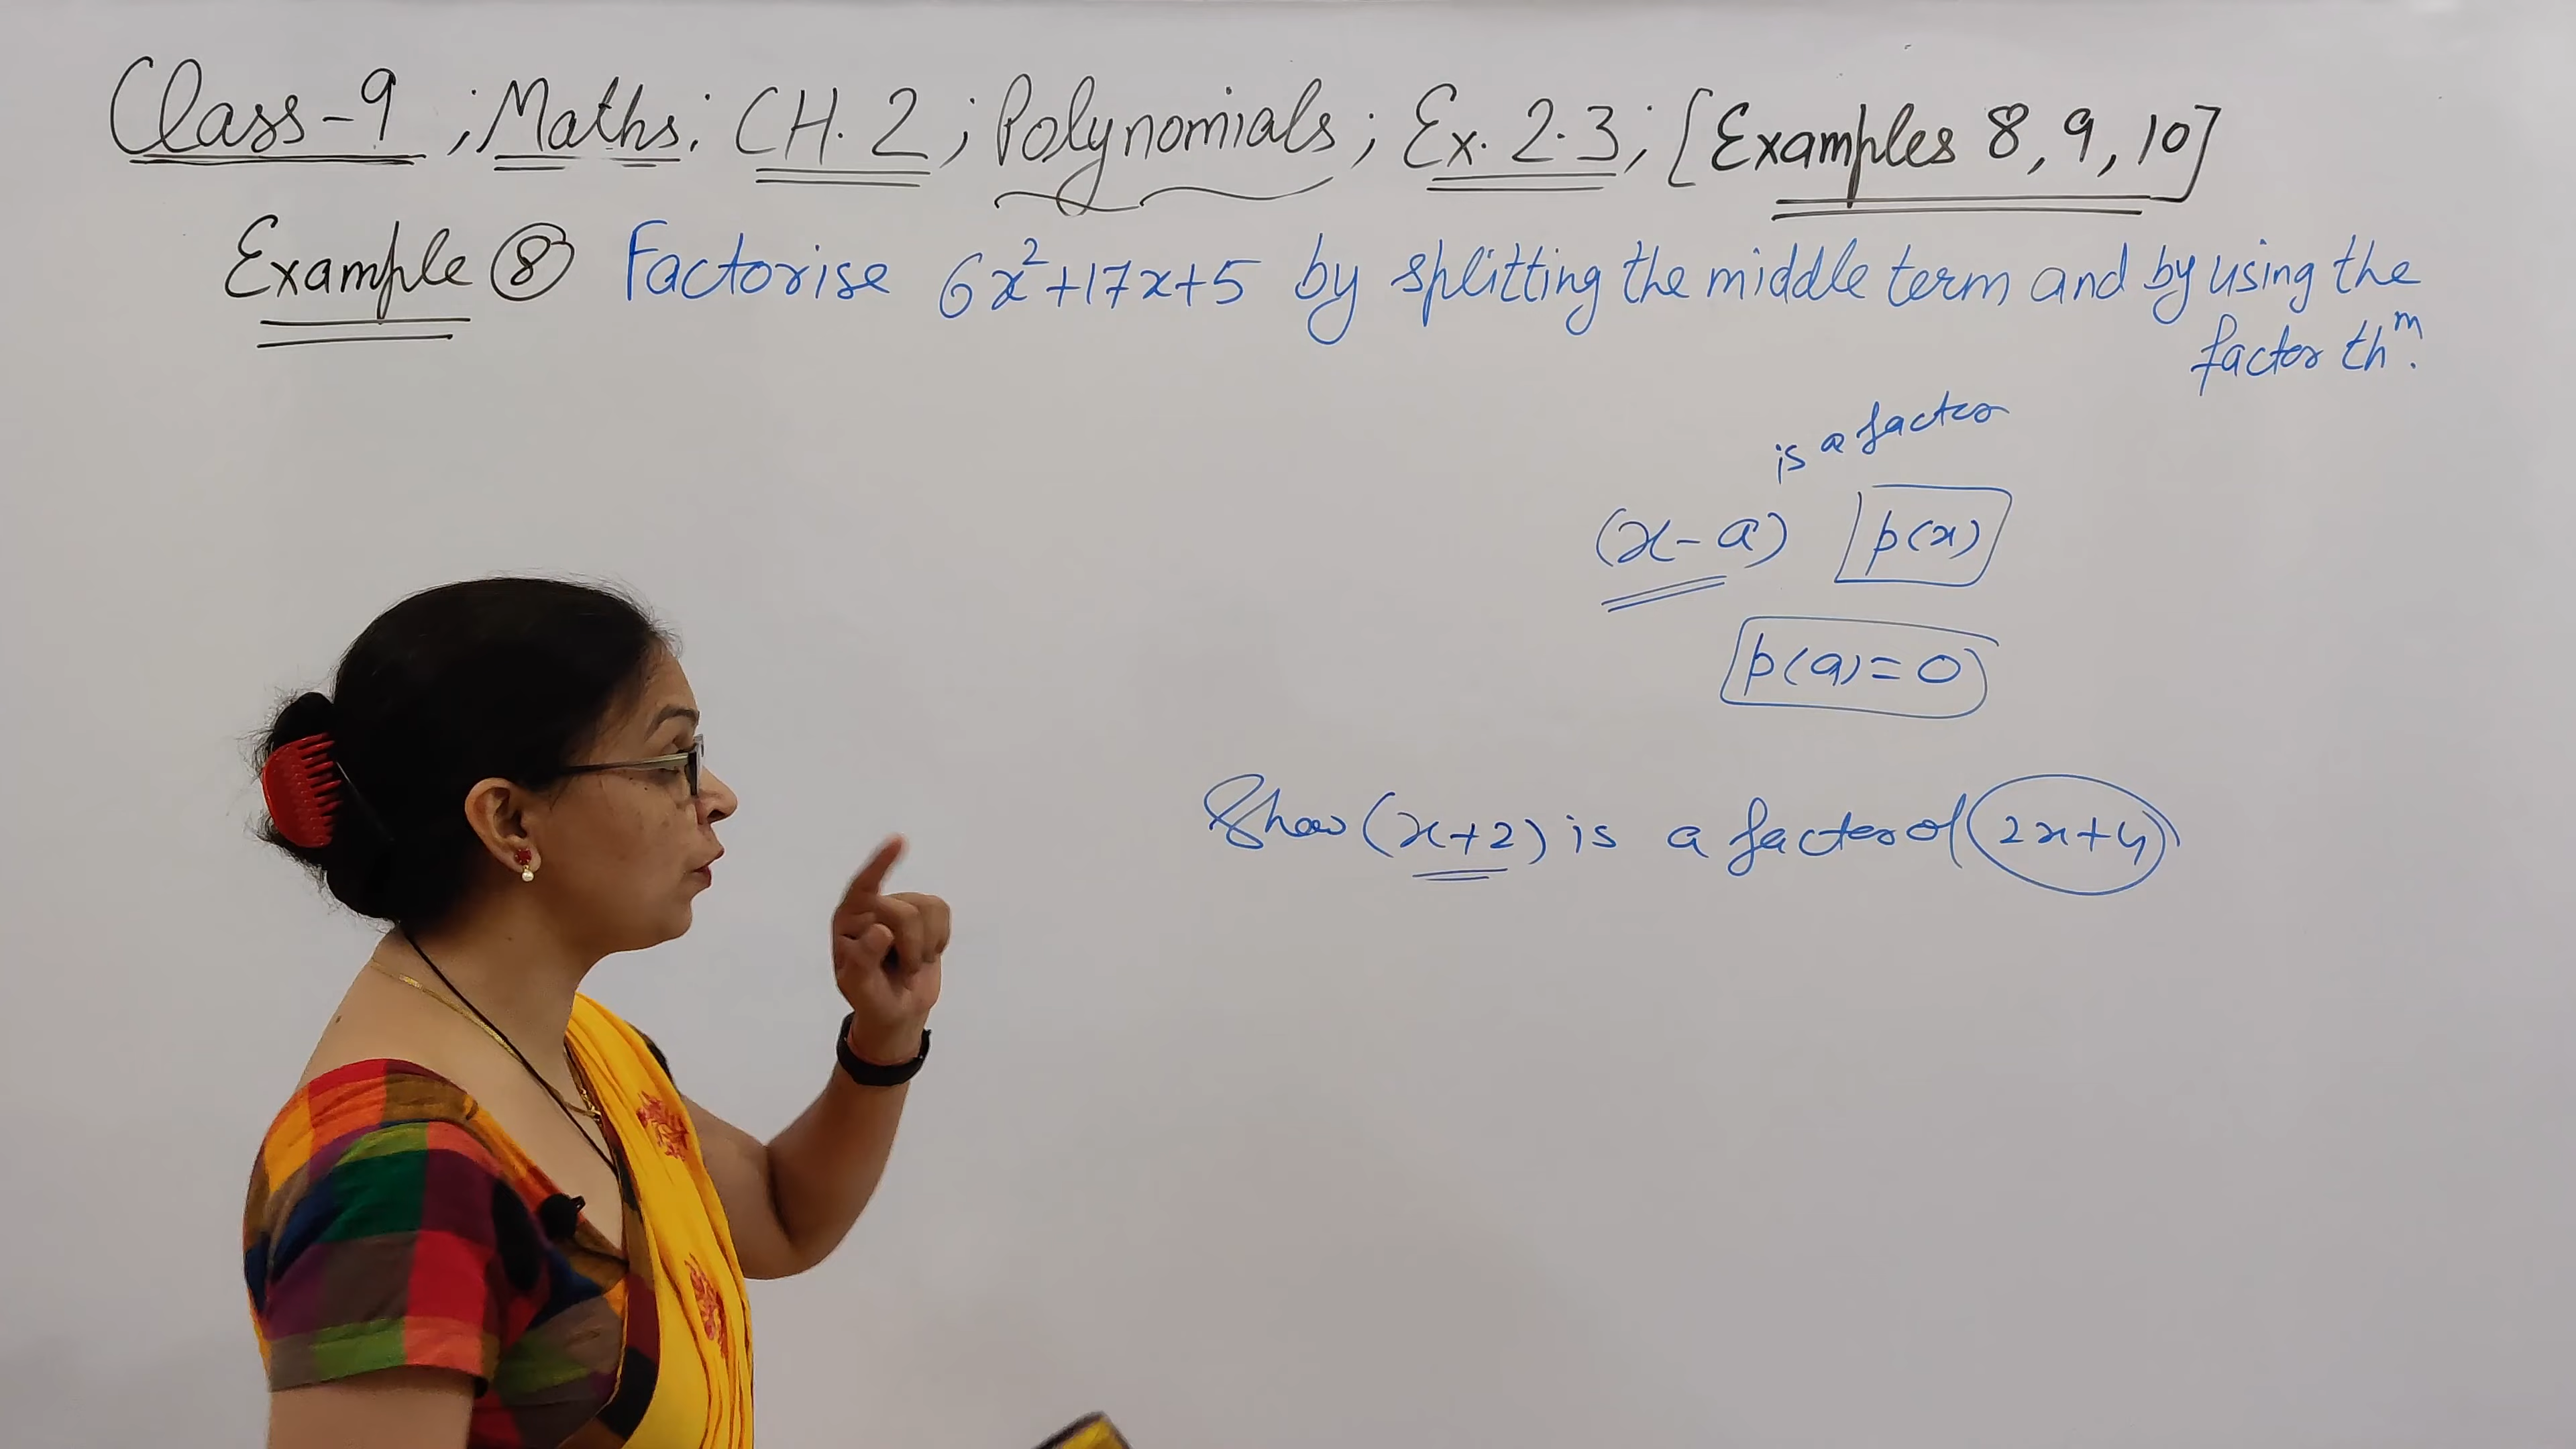 Class-9 ; Maths; CH. 2 ; Polynomials ; Ex. 2.3 ; [Examples 8, 9, 10]
Example ⑧ Factorise 6x²+17x+5 by splitting the middle term and by using the
factor thᵐ.
is a factor
(x-a) p(x)
p(a)=0
Show (x+2) is a factor of (2x+4)